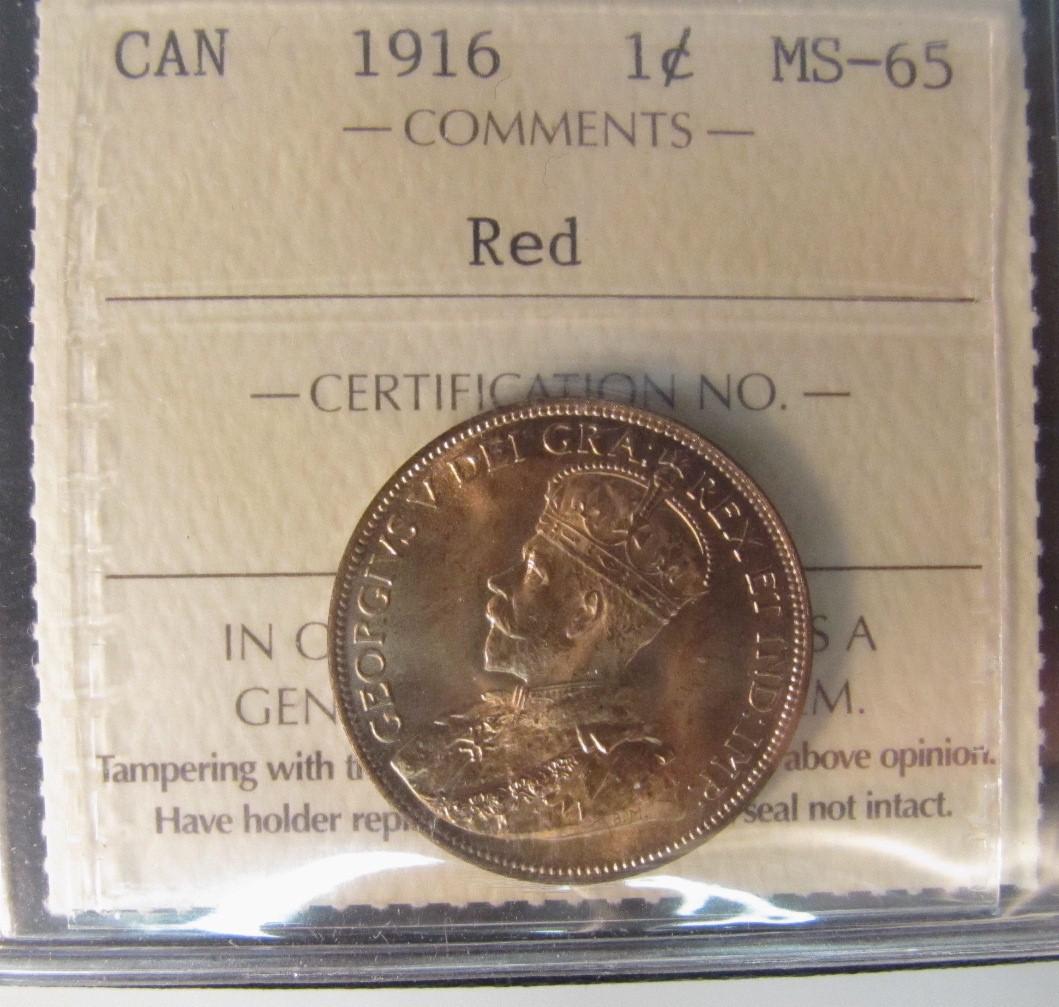 CAN 1916 1¢ MS-65
— COMMENTS —
Red
— CERTIFICATION NO. —
GEORGIVS V DEI GRA: REX ET IND: IMP.
IN S A
GEN M.
Tampering with above opinion.
Have holder seal not intact.
B.M.